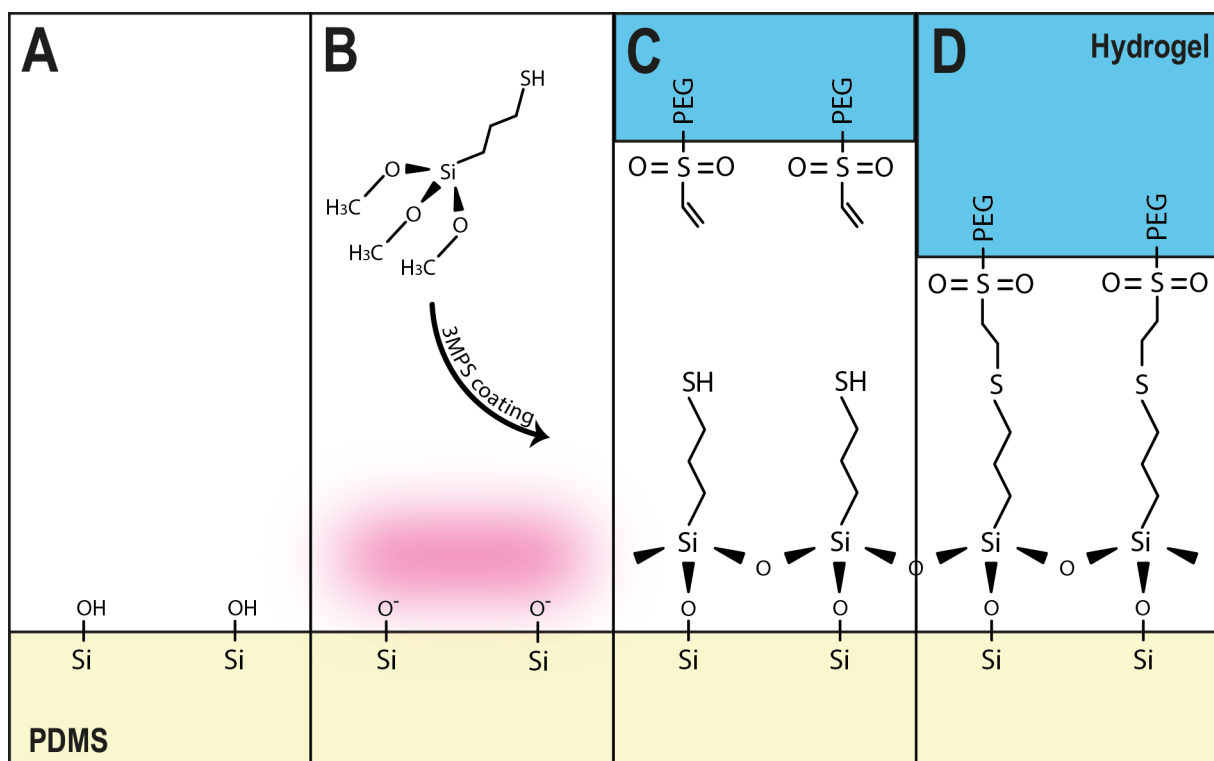 A
OH
OH
Si
Si
PDMS
B
SH
Si
O
O
O
H3C
H3C
H3C
3MPS coating
O-
O-
Si
Si
C
PEG
PEG
O=S=O
O=S=O
SH
SH
Si
Si
O
O
O
O
Si
Si
D
Hydrogel
PEG
PEG
O=S=O
O=S=O
S
S
Si
Si
O
O
O
Si
Si